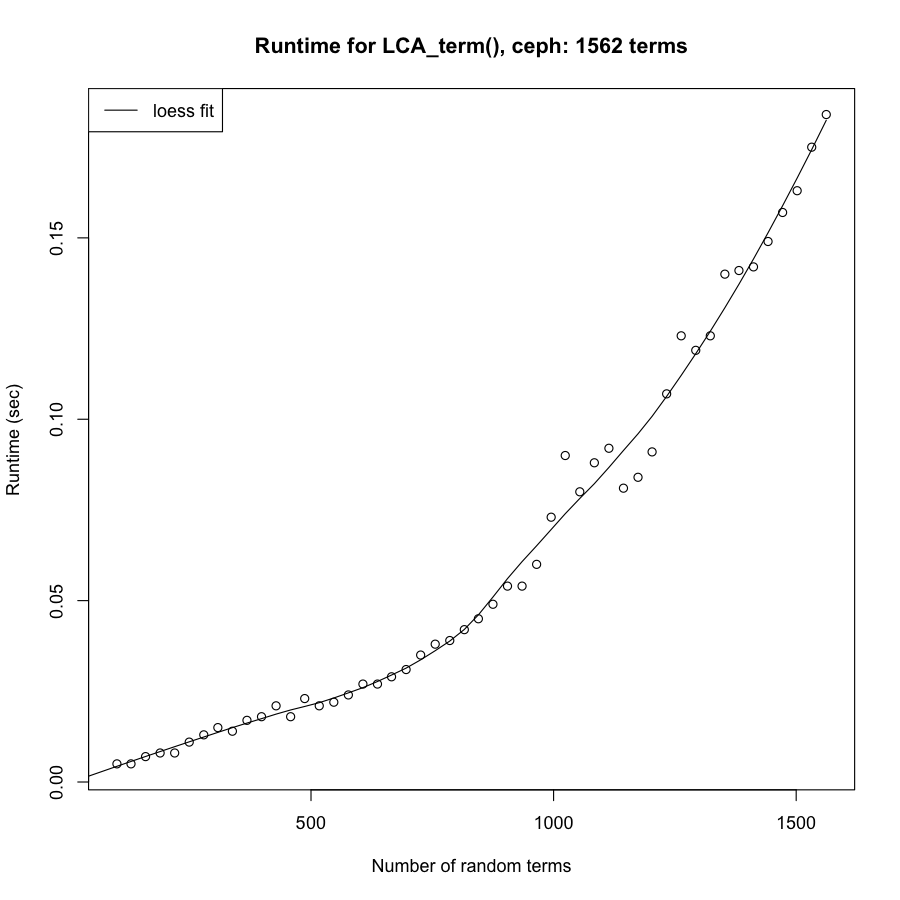 Runtime for LCA_term(), ceph: 1562 terms
loess fit
Runtime (sec)
0.15
0.10
0.05
0.00
500 1000 1500
Number of random terms